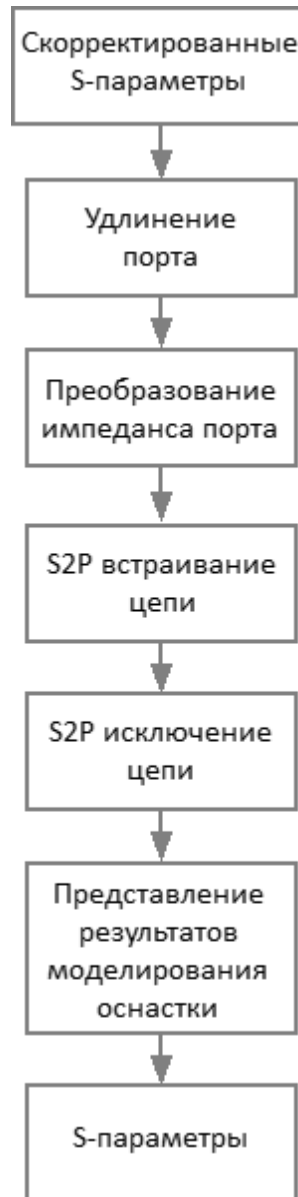 Скорректированные
S-параметры
Удлинение
порта
Преобразование
импеданса порта
S2P встраивание
цепи
S2P исключение
цепи
Представление
результатов
моделирования
оснастки
S-параметры